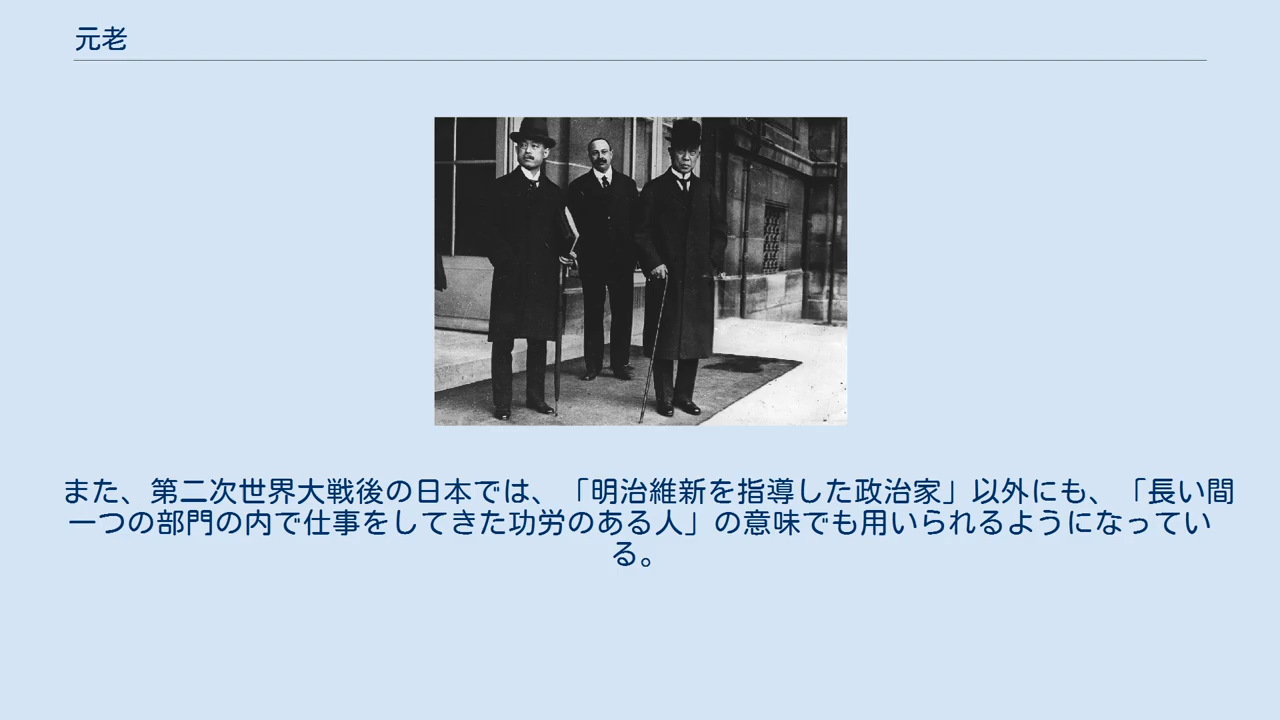 元老
また、第二次世界大戦後の日本では、「明治維新を指導した政治家」以外にも、「長い間
一つの部門の内で仕事をしてきた功労のある人」の意味でも用いられるようになってい
る。